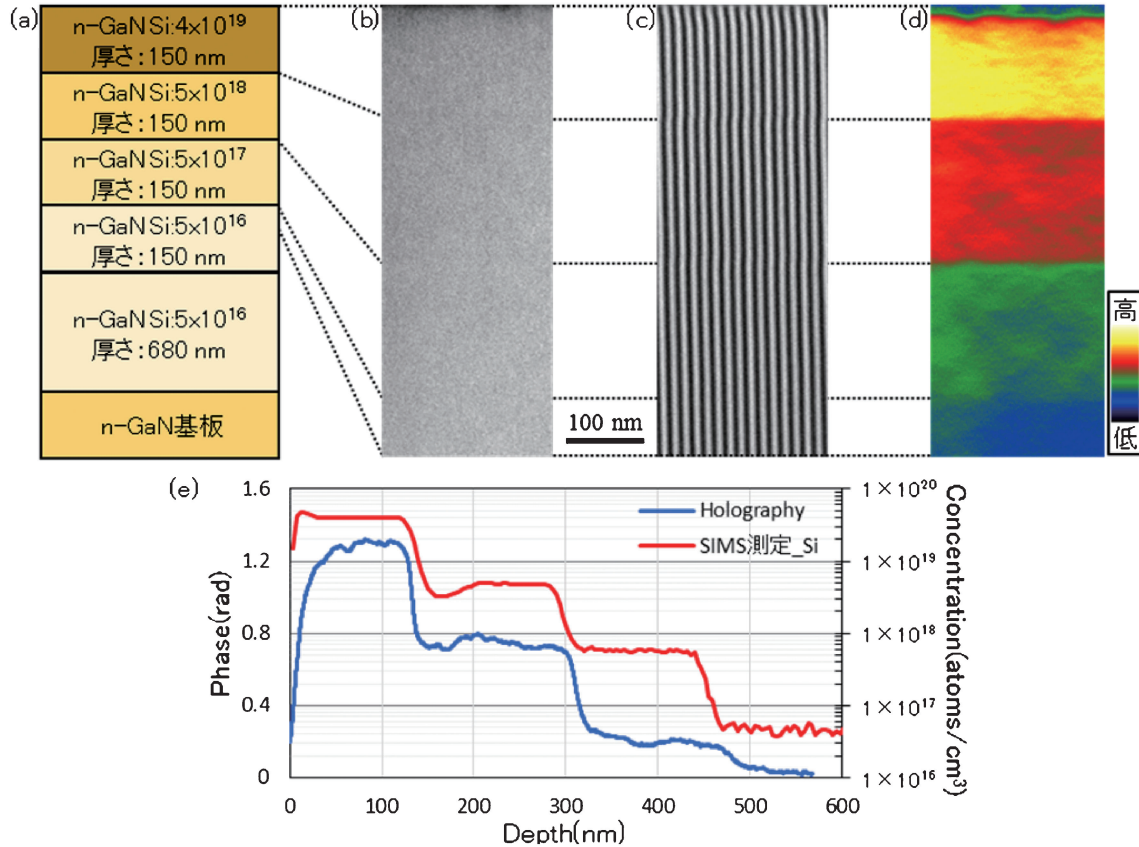 (a)
n-GaN Si:4×10¹⁹
厚さ:150 nm
n-GaN Si:5×10¹⁸
厚さ:150 nm
n-GaN Si:5×10¹⁷
厚さ:150 nm
n-GaN Si:5×10¹⁶
厚さ:150 nm
n-GaN Si:5×10¹⁶
厚さ:680 nm
n-GaN基板
(b)
100 nm
(c)
(d)
高
低
(e)
Phase(rad)
1.6
1.2
0.8
0.4
0
Holography
SIMS測定_Si
1×10²⁰
1×10¹⁹
1×10¹⁸
1×10¹⁷
1×10¹⁶
Concentration(atoms/cm³)
0 100 200 300 400 500 600
Depth(nm)